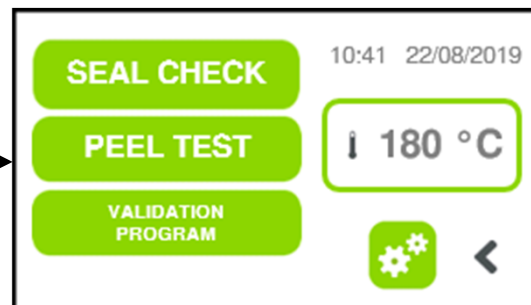 SEAL CHECK
10:41 22/08/2019
PEEL TEST
180 °C
VALIDATION
PROGRAM